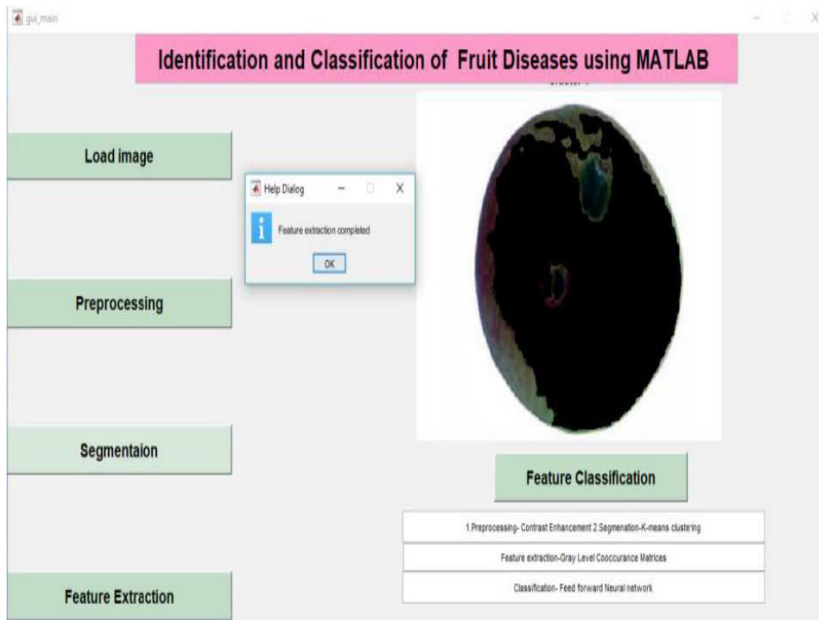 gui_main
Identification and Classification of Fruit Diseases using MATLAB
Load image
Help Dialog
Feature extraction completed
OK
Preprocessing
Segmentaion
Feature Classification
1.Preprocessing- Contrast Enhancement 2.Segmenation-K-means clustering
Feature extraction-Gray Level Cooccurance Matrices
Classification- Feed forward Neural network
Feature Extraction